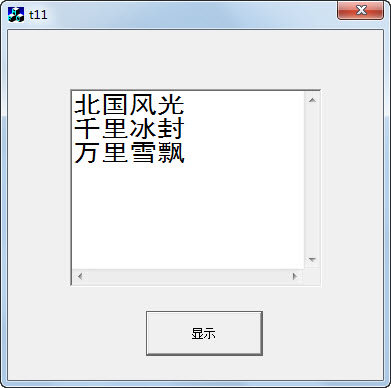 t11
北国风光
千里冰封
万里雪飘
显示